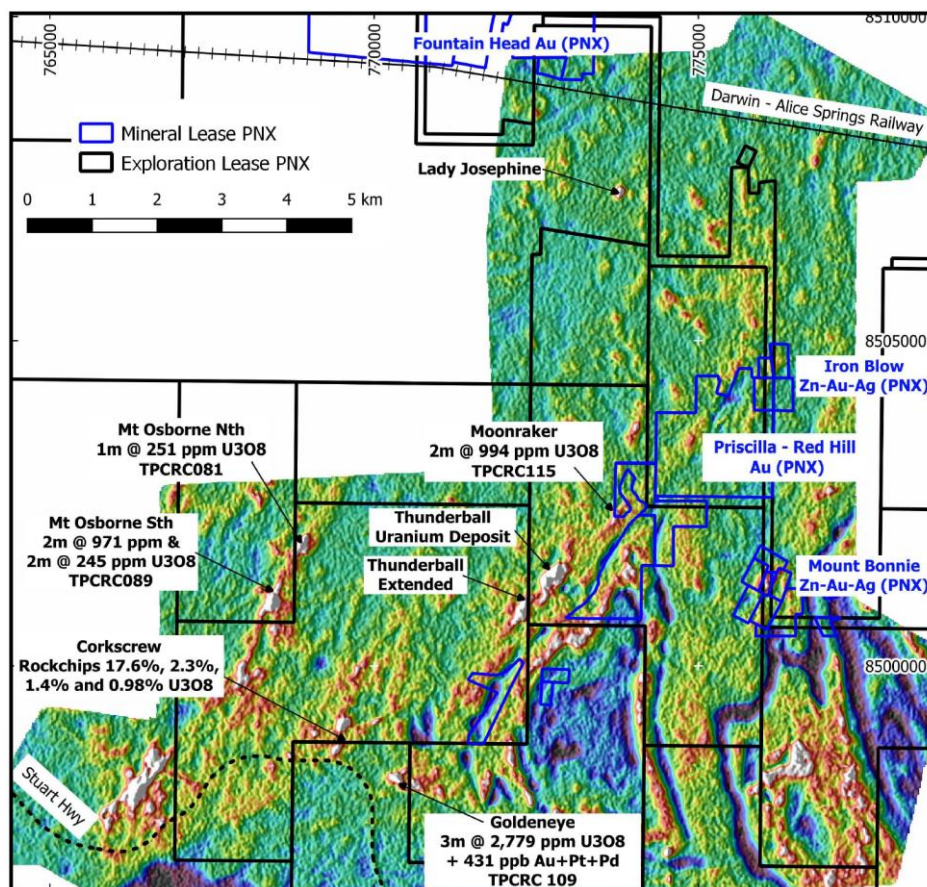 765000
770000
775000
8510000
Fountain Head Au (PNX)
Darwin - Alice Springs Railway
Mineral Lease PNX
Exploration Lease PNX
Lady Josephine
0 1 2 3 4 5 km
8505000
Iron Blow
Zn-Au-Ag (PNX)
Mt Osborne Nth
1m @ 251 ppm U3O8
TPCRC081
Moonraker
2m @ 994 ppm U3O8
TPCRC115
Priscilla - Red Hill
Au (PNX)
Mt Osborne Sth
2m @ 971 ppm &
2m @ 245 ppm U3O8
TPCRC089
Thunderball
Uranium Deposit
Thunderball
Extended
Mount Bonnie
Zn-Au-Ag (PNX)
Corkscrew
Rockchips 17.6%, 2.3%,
1.4% and 0.98% U3O8
8500000
Stuart Hwy
Goldeneye
3m @ 2,779 ppm U3O8
+ 431 ppb Au+Pt+Pd
TPCRC 109